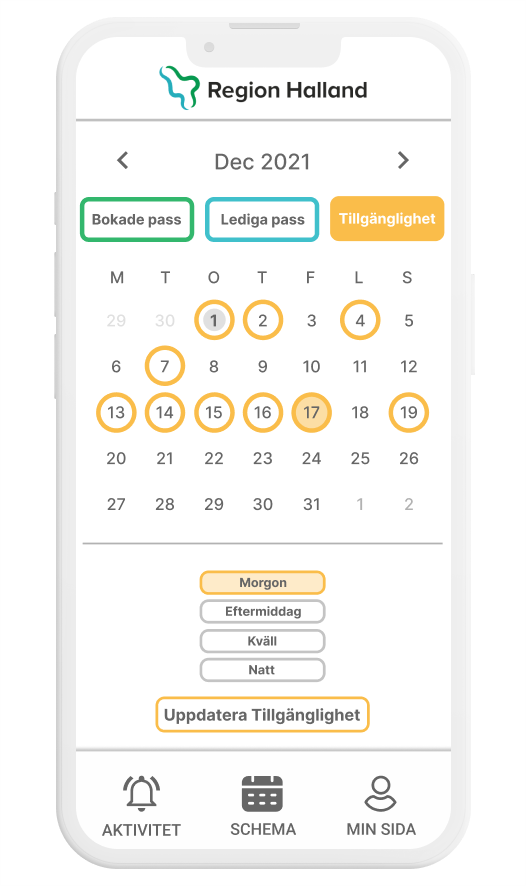 Region Halland
Dec 2021
Bokade pass Lediga pass Tillgänglighet
M T O T F L S
29 30 1 2 3 4 5
6 7 8 9 10 11 12
13 14 15 16 17 18 19
20 21 22 23 24 25 26
27 28 29 30 31 1 2
Morgon
Eftermiddag
Kväll
Natt
Uppdatera Tillgänglighet
AKTIVITET SCHEMA MIN SIDA